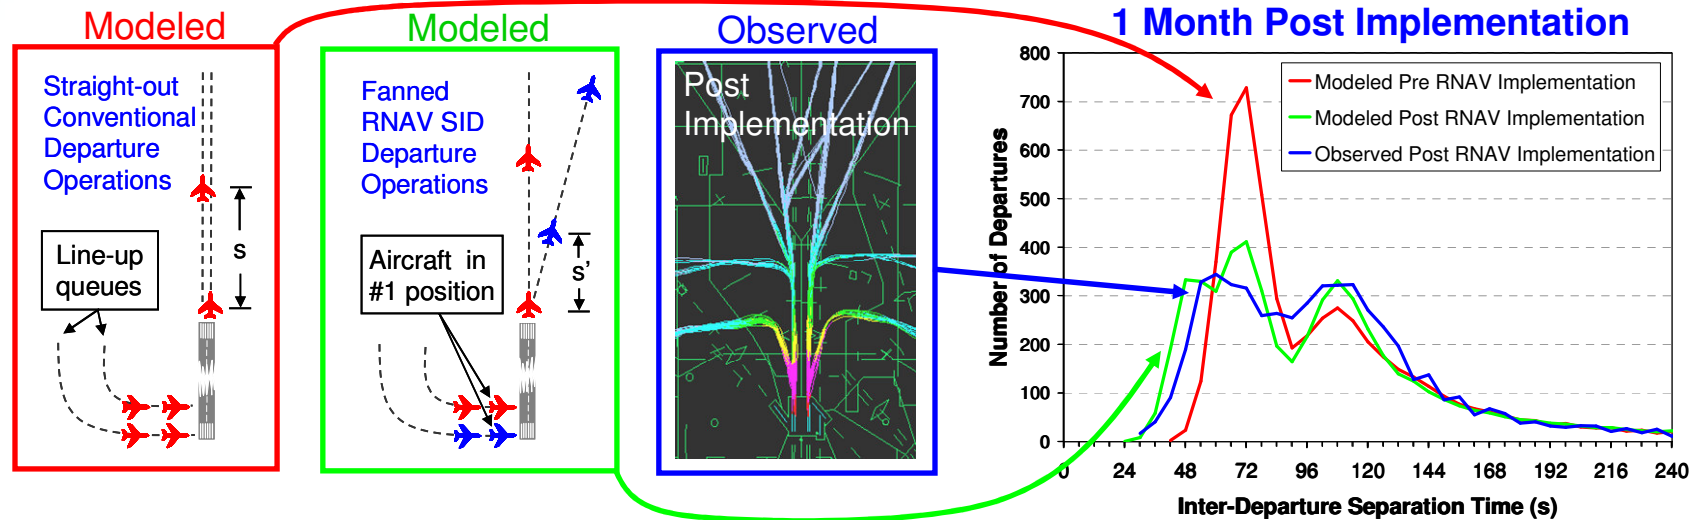 Modeled
Straight-out
Conventional
Departure
Operations
Line-up
queues
s
Modeled
Fanned
RNAV SID
Departure
Operations
Aircraft in
#1 position
s'
Observed
Post
Implementation
1 Month Post Implementation
Number of Departures
800
700
600
500
400
300
200
100
0
Modeled Pre RNAV Implementation
Modeled Post RNAV Implementation
Observed Post RNAV Implementation
0 24 48 72 96 120 144 168 192 216 240
Inter-Departure Separation Time (s)